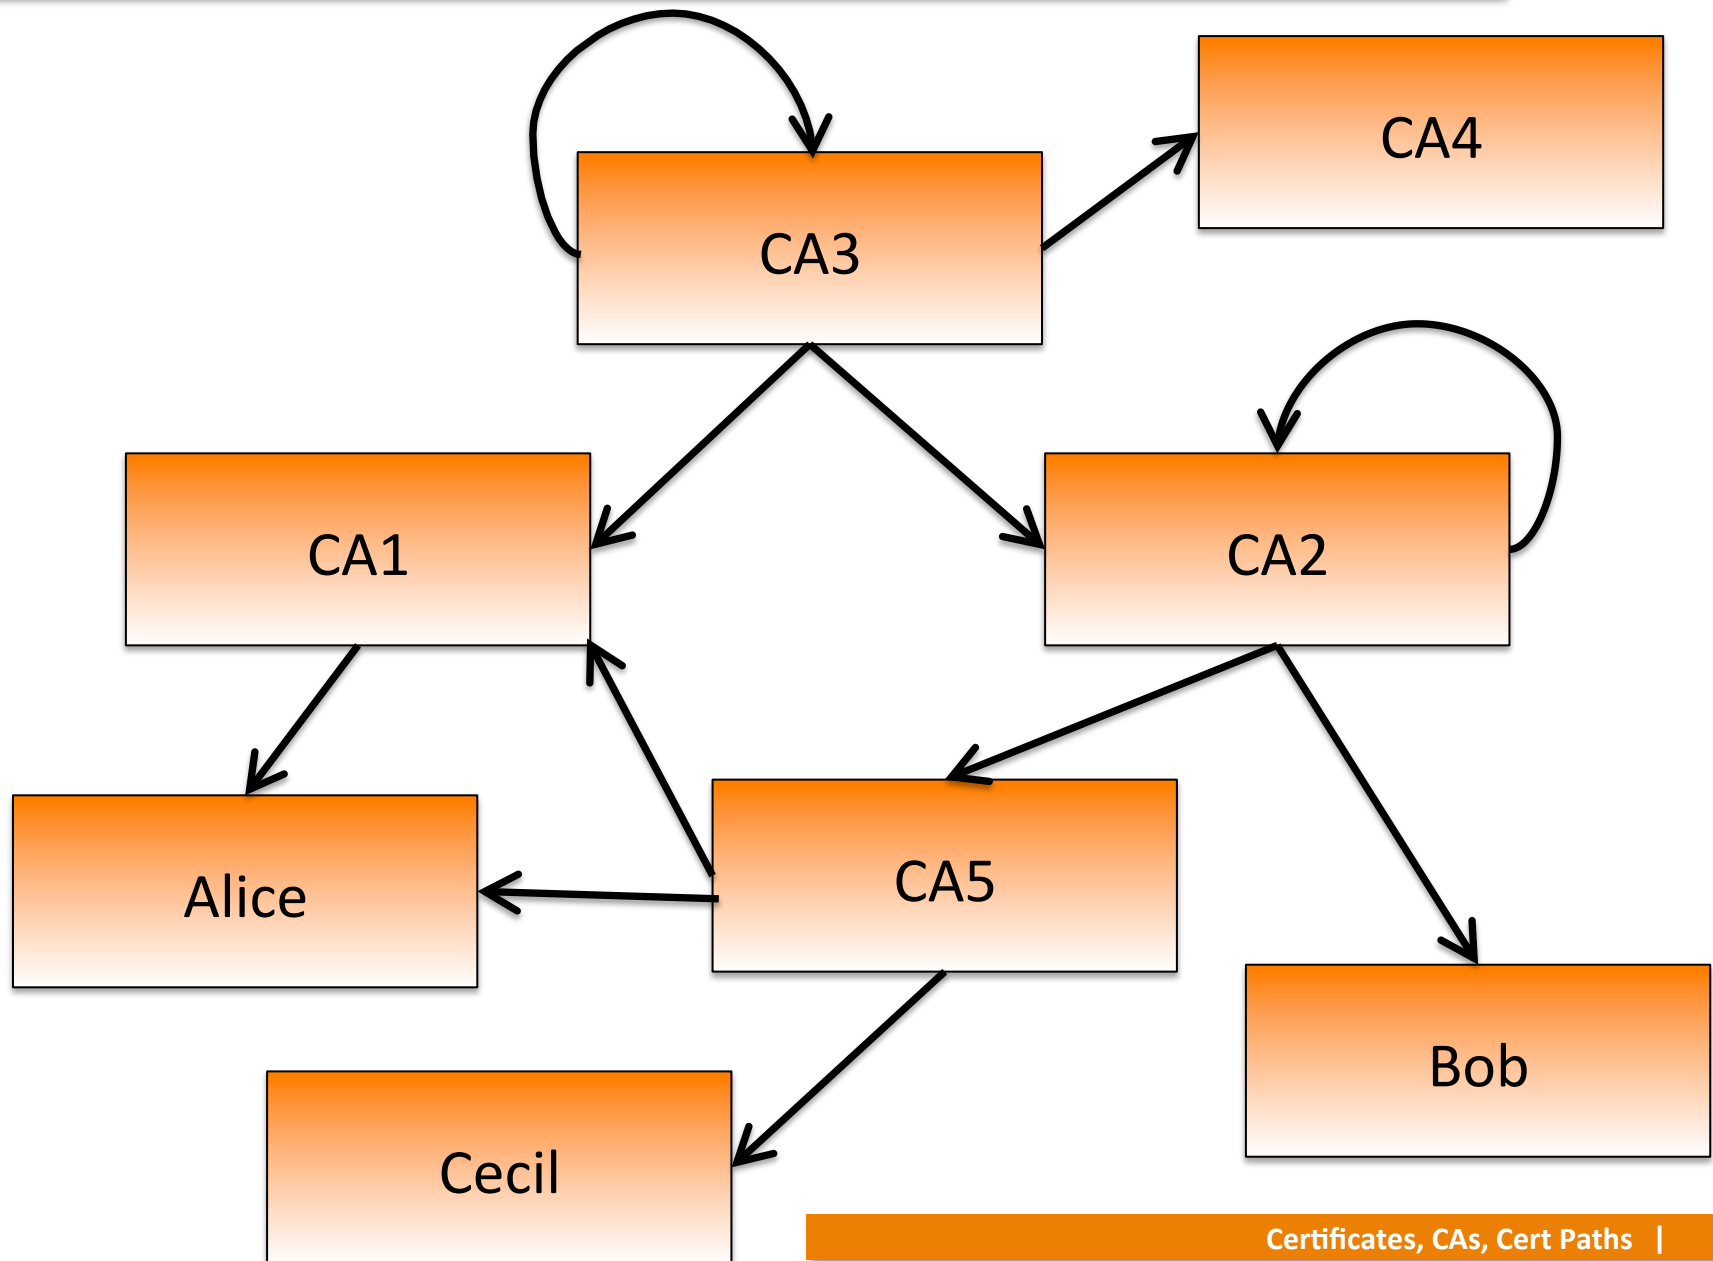 CA4
CA3
CA1
CA2
CA5
Alice
Bob
Cecil
Certificates, CAs, Cert Paths |